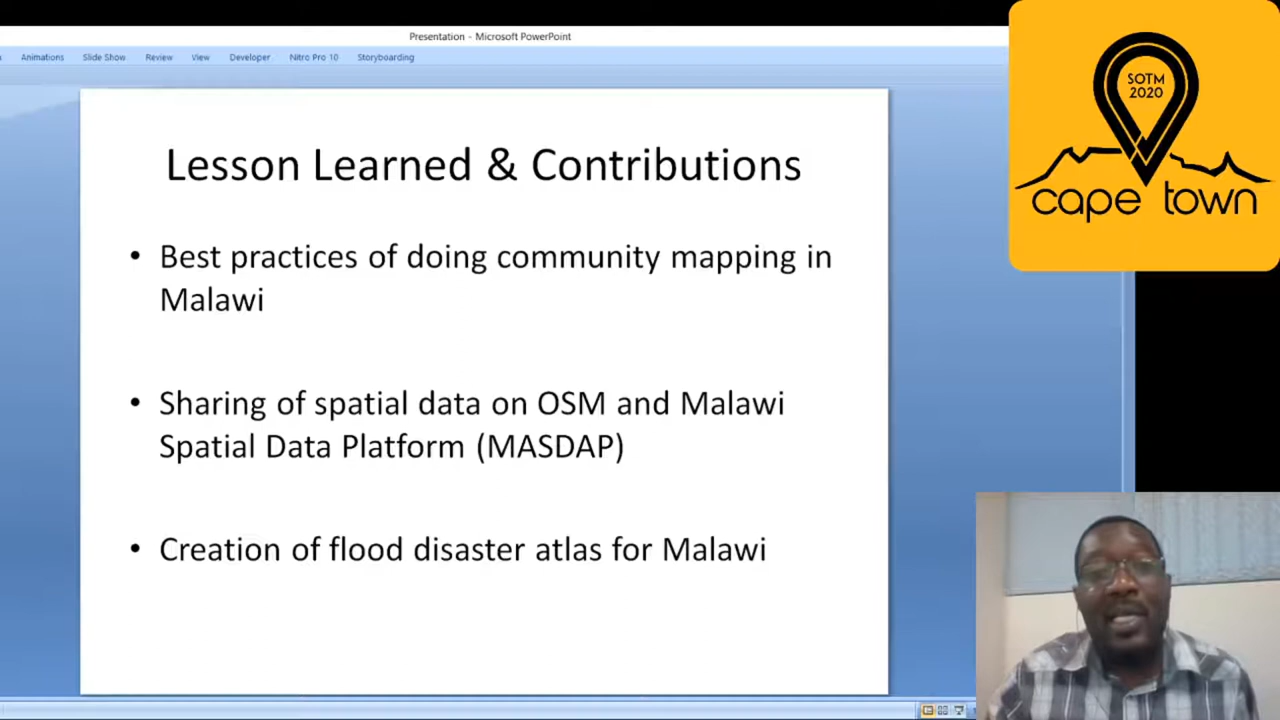 Presentation - Microsoft PowerPoint
Animations Slide Show Review View Developer Nitro Pro 10 Storyboarding
SOTM
2020
cape town
Lesson Learned & Contributions
• Best practices of doing community mapping in
Malawi
• Sharing of spatial data on OSM and Malawi
Spatial Data Platform (MASDAP)
• Creation of flood disaster atlas for Malawi